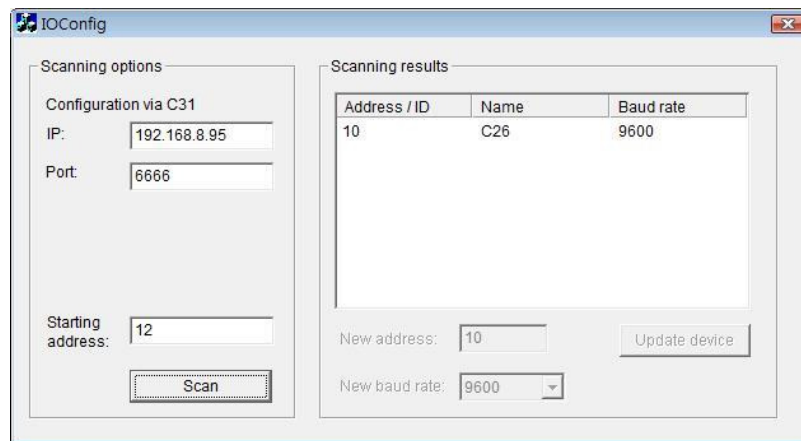 IOConfig
Scanning options
Configuration via C31
IP: 192.168.8.95
Port: 6666
Starting address: 12
Scan
Scanning results
Address / ID Name Baud rate
10 C26 9600
New address: 10 Update device
New baud rate: 9600